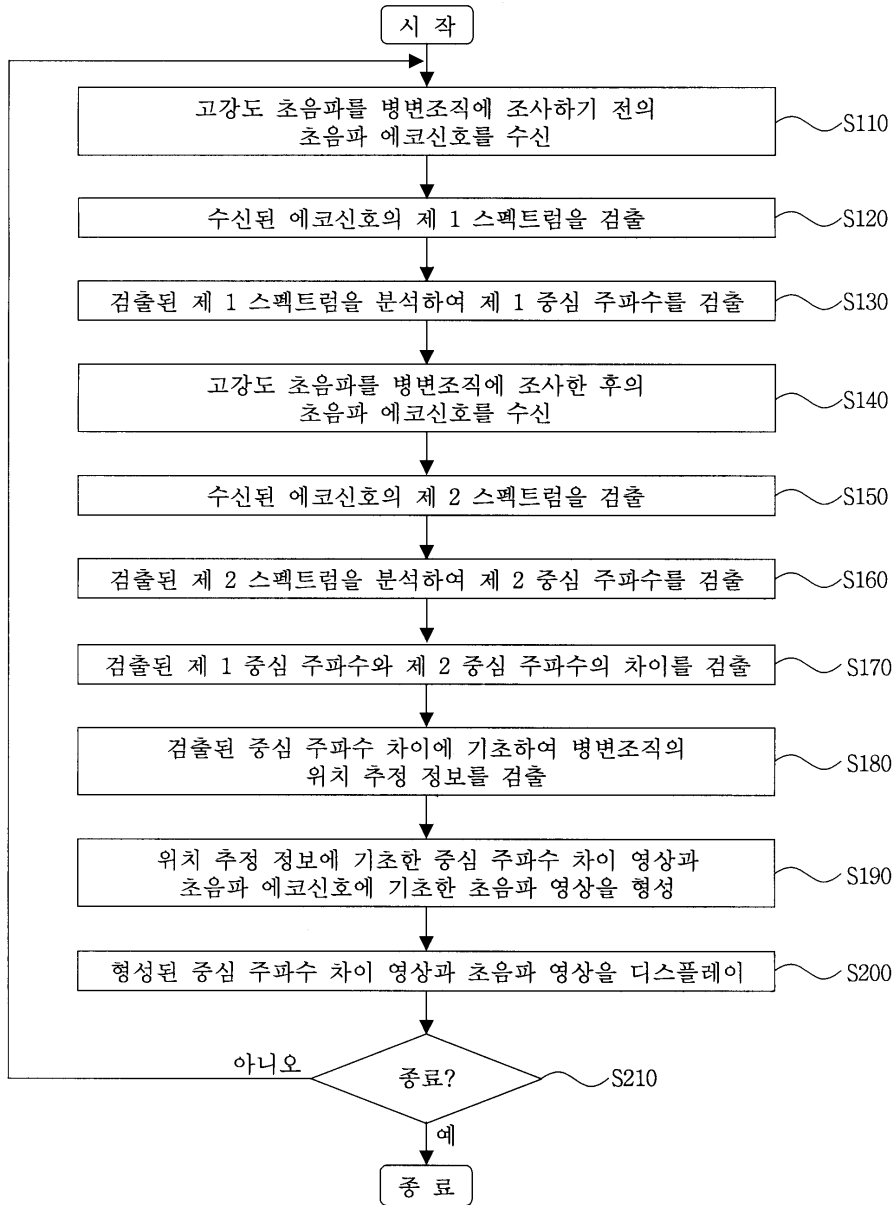 시 작
고강도 초음파를 병변조직에 조사하기 전의
초음파 에코신호를 수신
S110
수신된 에코신호의 제 1 스펙트럼을 검출
S120
검출된 제 1 스펙트럼을 분석하여 제 1 중심 주파수를 검출
S130
고강도 초음파를 병변조직에 조사한 후의
초음파 에코신호를 수신
S140
수신된 에코신호의 제 2 스펙트럼을 검출
S150
검출된 제 2 스펙트럼을 분석하여 제 2 중심 주파수를 검출
S160
검출된 제 1 중심 주파수와 제 2 중심 주파수의 차이를 검출
S170
검출된 중심 주파수 차이에 기초하여 병변조직의
위치 추정 정보를 검출
S180
위치 추정 정보에 기초한 중심 주파수 차이 영상과
초음파 에코신호에 기초한 초음파 영상을 형성
S190
형성된 중심 주파수 차이 영상과 초음파 영상을 디스플레이
S200
아니오
종료?
S210
예
종 료